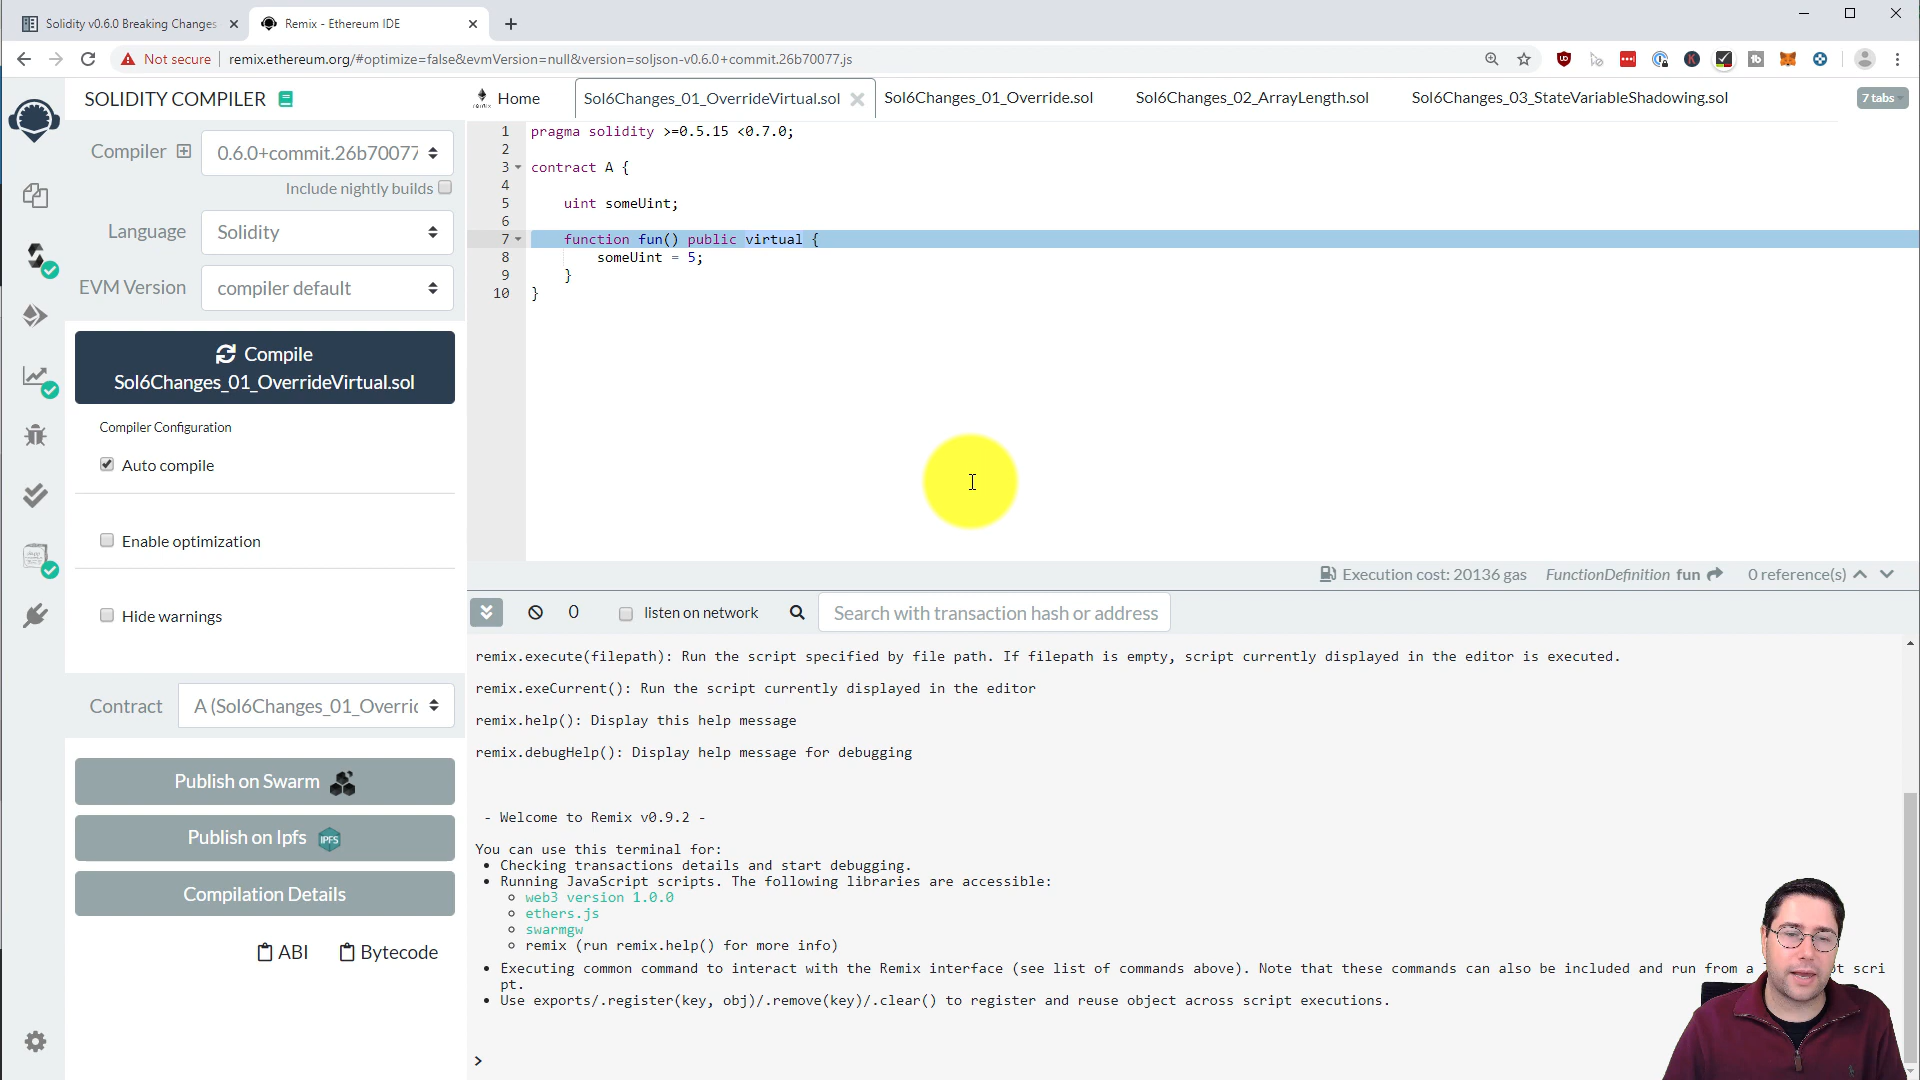 Solidity v0.6.0 Breaking Changes
Remix - Ethereum IDE
Not secure
remix.ethereum.org/#optimize=false&evmVersion=null&version=soljson-v0.6.0+commit.26b70077.js
SOLIDITY COMPILER
Home
Sol6Changes_01_OverrideVirtual.sol
Sol6Changes_01_Override.sol
Sol6Changes_02_ArrayLength.sol
Sol6Changes_03_StateVariableShadowing.sol
7 tabs
Compiler
0.6.0+commit.26b70077
Include nightly builds
Language
Solidity
EVM Version
compiler default
Compile
Sol6Changes_01_OverrideVirtual.sol
Compiler Configuration
Auto compile
Enable optimization
Hide warnings
Contract
A (Sol6Changes_01_Overric
Publish on Swarm
Publish on Ipfs
IPFS
Compilation Details
ABI
Bytecode
1 pragma solidity >=0.5.15 <0.7.0;
2
3 contract A {
4
5 uint someUint;
6
7 function fun() public virtual {
8 someUint = 5;
9 }
10 }
Execution cost: 20136 gas
FunctionDefinition fun
0 reference(s)
0
listen on network
Search with transaction hash or address
remix.execute(filepath): Run the script specified by file path. If filepath is empty, script currently displayed in the editor is executed.
remix.exeCurrent(): Run the script currently displayed in the editor
remix.help(): Display this help message
remix.debugHelp(): Display help message for debugging
- Welcome to Remix v0.9.2 -
You can use this terminal for:
• Checking transactions details and start debugging.
• Running JavaScript scripts. The following libraries are accessible:
web3 version 1.0.0
ethers.js
swarmgw
remix (run remix.help() for more info)
• Executing common command to interact with the Remix interface (see list of commands above). Note that these commands can also be included and run from a
pt.
• Use exports/.register(key, obj)/.remove(key)/.clear() to register and reuse object across script executions.
>